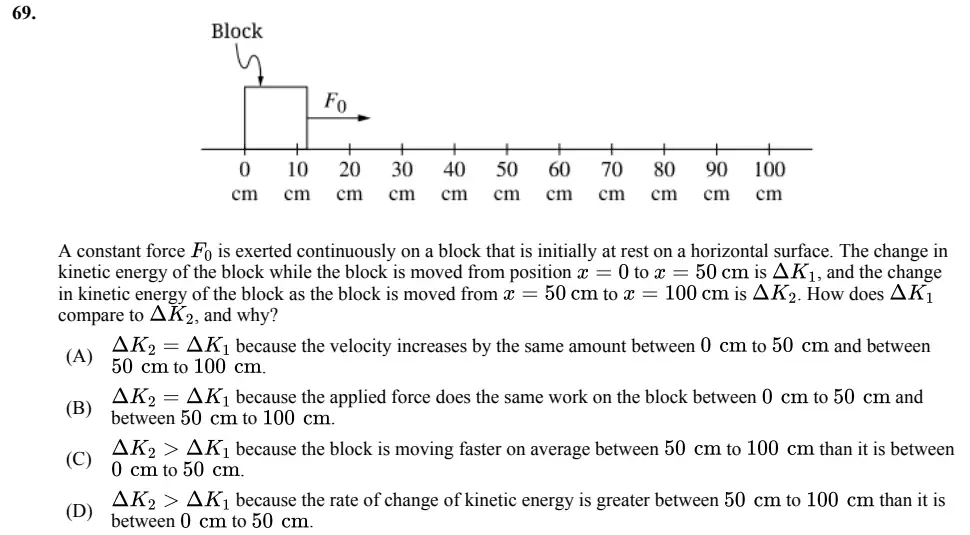 69.
Block
F₀
0 10 20 30 40 50 60 70 80 90 100
cm cm cm cm cm cm cm cm cm cm cm
A constant force F₀ is exerted continuously on a block that is initially at rest on a horizontal surface. The change in
kinetic energy of the block while the block is moved from position x = 0 to x = 50 cm is ΔK₁, and the change
in kinetic energy of the block as the block is moved from x = 50 cm to x = 100 cm is ΔK₂. How does ΔK₁
compare to ΔK₂, and why?
(A) ΔK₂ = ΔK₁ because the velocity increases by the same amount between 0 cm to 50 cm and between
50 cm to 100 cm.
(B) ΔK₂ = ΔK₁ because the applied force does the same work on the block between 0 cm to 50 cm and
between 50 cm to 100 cm.
(C) ΔK₂ > ΔK₁ because the block is moving faster on average between 50 cm to 100 cm than it is between
0 cm to 50 cm.
(D) ΔK₂ > ΔK₁ because the rate of change of kinetic energy is greater between 50 cm to 100 cm than it is
between 0 cm to 50 cm.